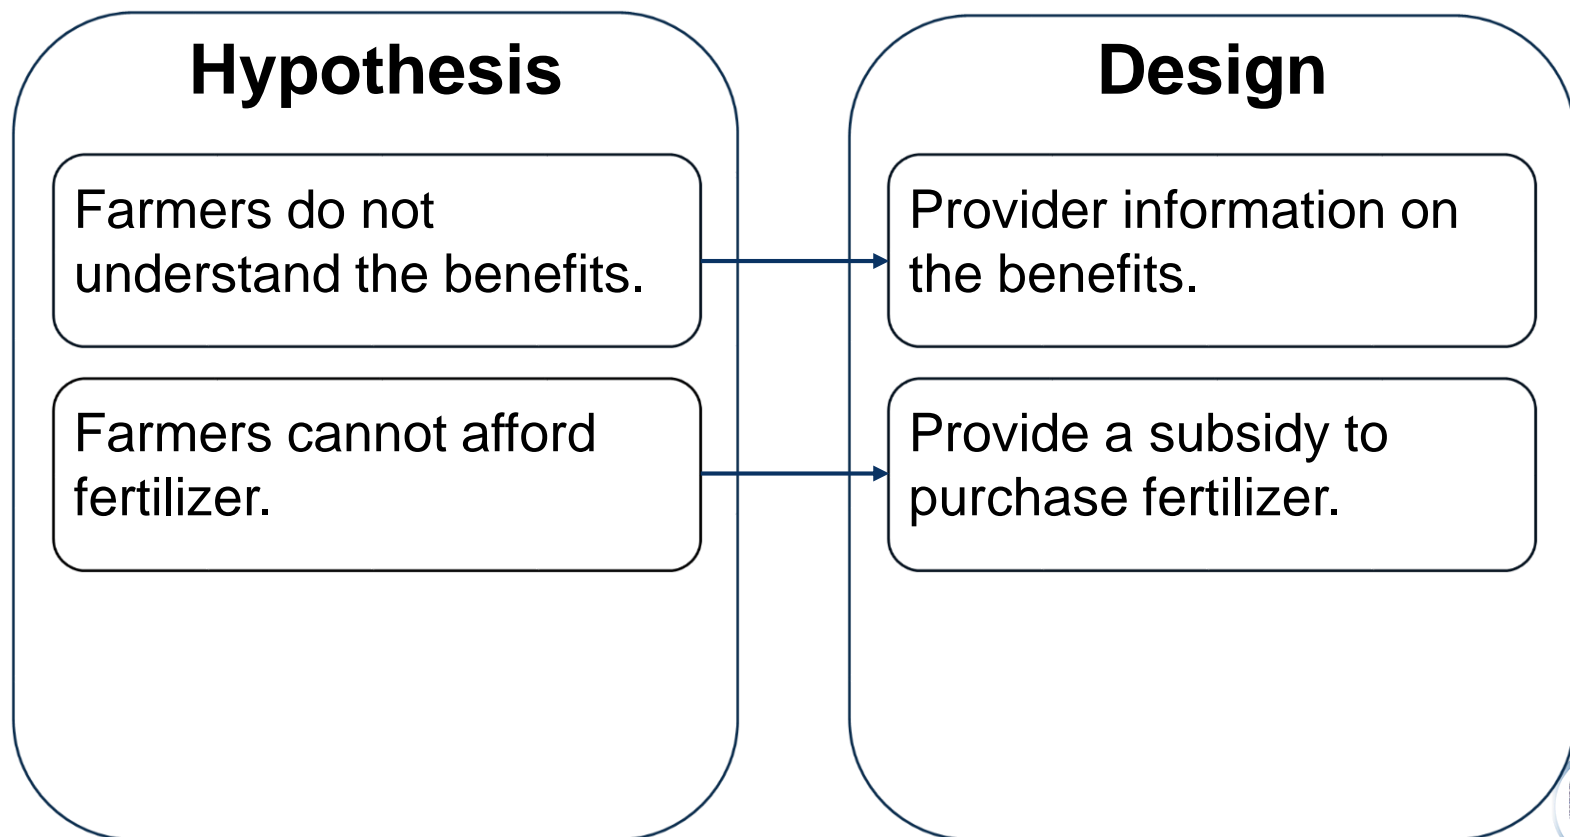 Hypothesis
Farmers do not
understand the benefits.
Farmers cannot afford
fertilizer.
Design
Provider information on
the benefits.
Provide a subsidy to
purchase fertilizer.